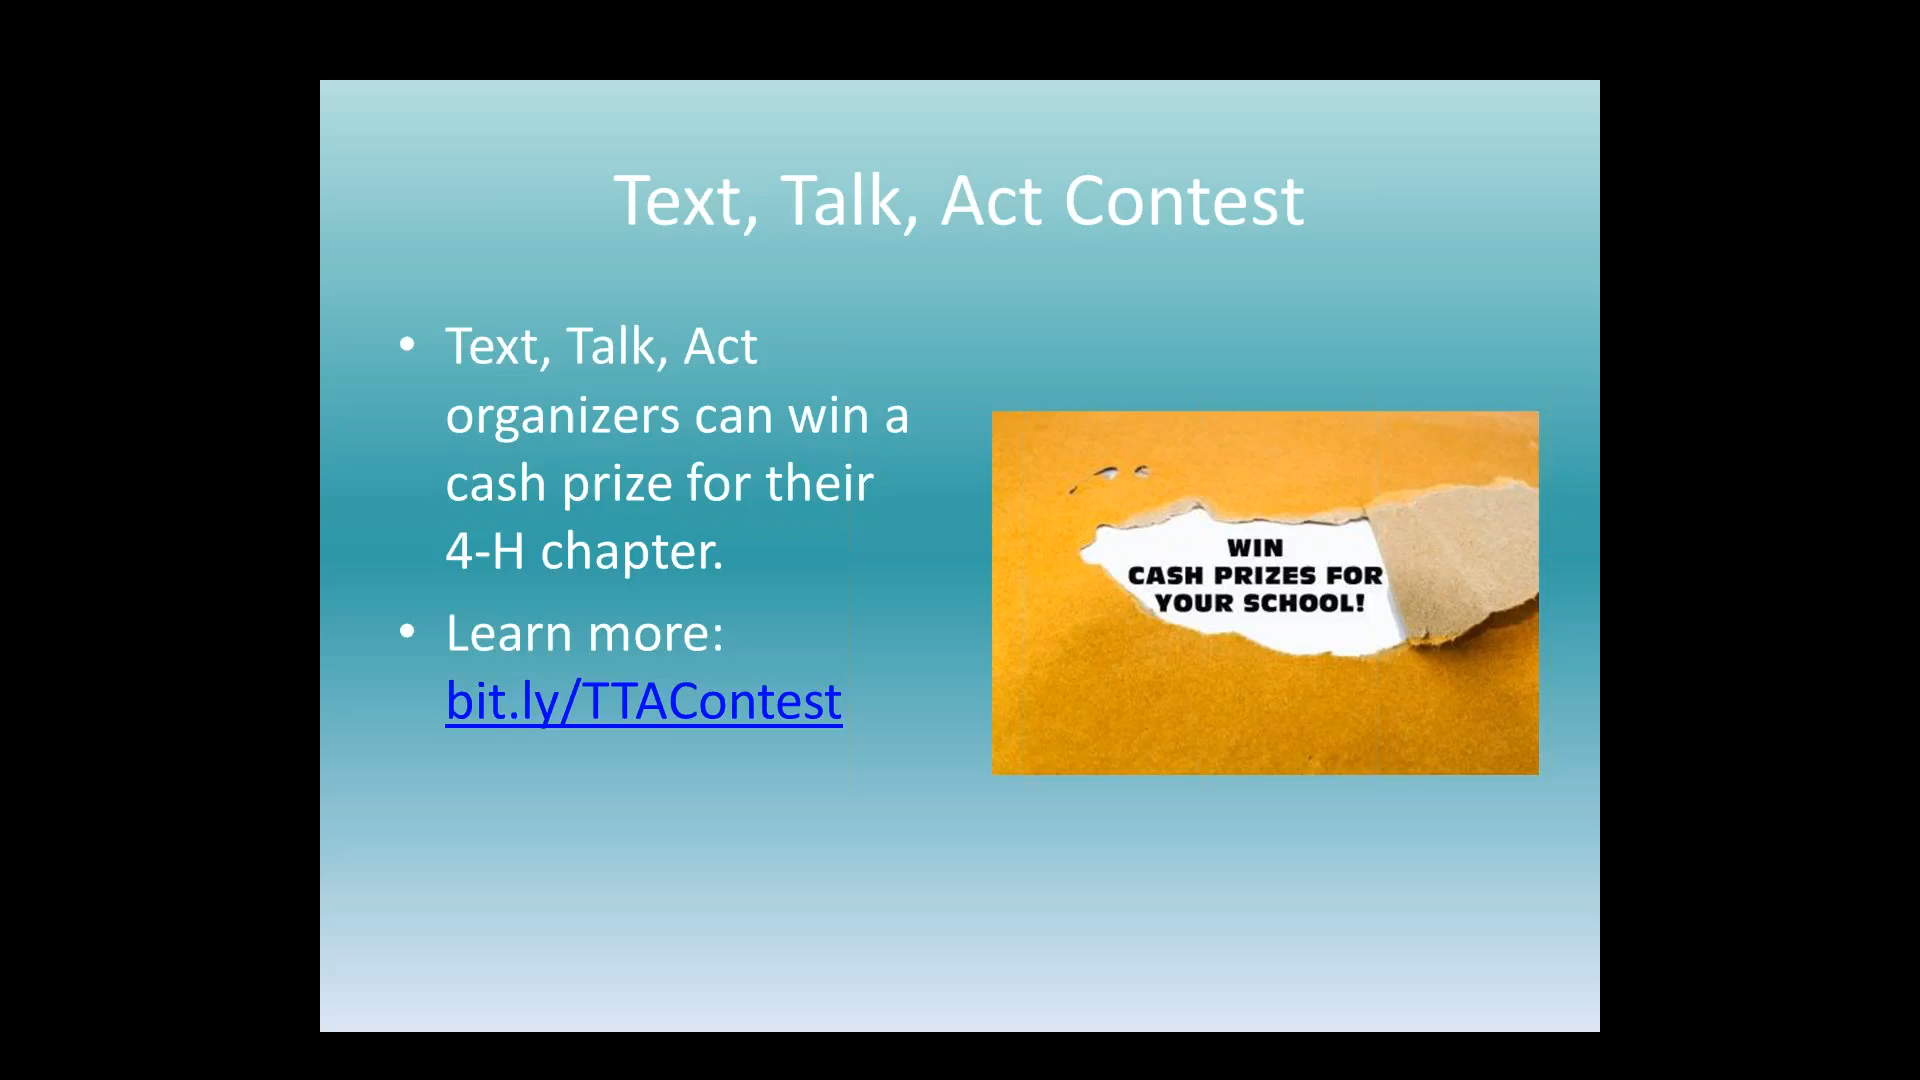 Text, Talk, Act Contest
• Text, Talk, Act
organizers can win a
cash prize for their
4-H chapter.
• Learn more:
bit.ly/TTAContest
WIN
CASH PRIZES FOR
YOUR SCHOOL!